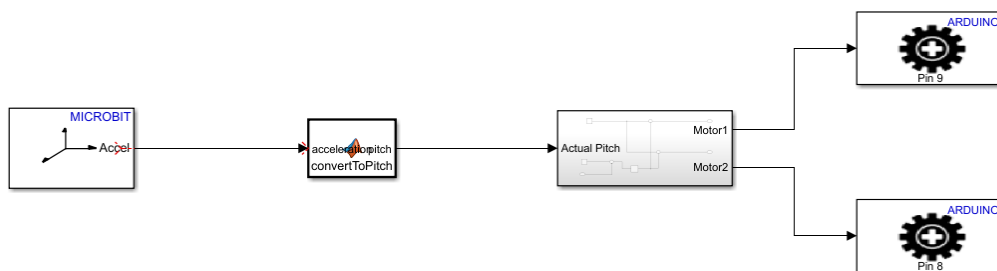 MICROBIT
Accel
acceleration pitch
convertToPitch
Actual Pitch
Motor1
Motor2
ARDUINO
Pin 9
ARDUINO
Pin 8